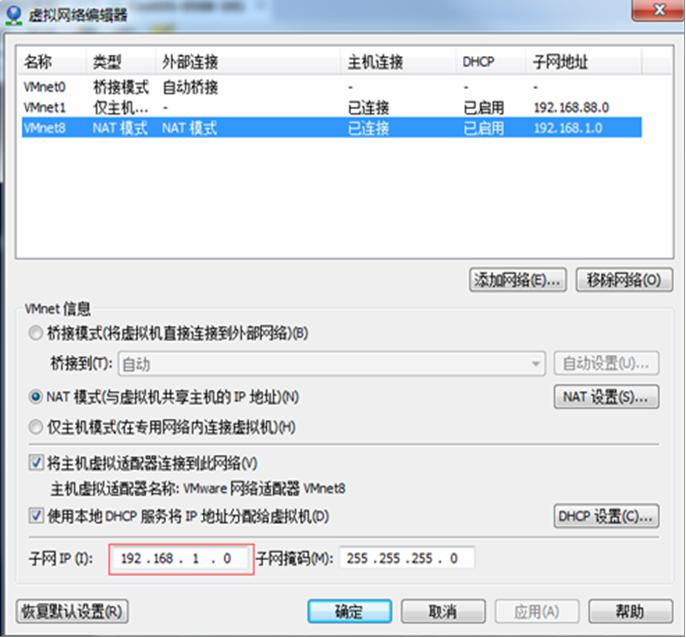 虚拟网络编辑器
名称 类型 外部连接 主机连接 DHCP 子网地址
VMnet0 桥接模式 自动桥接 - - -
VMnet1 仅主机... - 已连接 已启用 192.168.88.0
VMnet8 NAT 模式 NAT 模式 已连接 已启用 192.168.1.0
添加网络(E)... 移除网络(O)
VMnet 信息
桥接模式(将虚拟机直接连接到外部网络)(B)
桥接到(T): 自动 自动设置(U)...
NAT 模式(与虚拟机共享主机的 IP 地址)(N) NAT 设置(S)...
仅主机模式(在专用网络内连接虚拟机)(H)
将主机虚拟适配器连接到此网络(V)
主机虚拟适配器名称: VMware 网络适配器 VMnet8
使用本地 DHCP 服务将 IP 地址分配给虚拟机(D) DHCP 设置(C)...
子网 IP (I): 192 .168 . 1 . 0 子网掩码(M): 255 .255 .255 . 0
恢复默认设置(R) 确定 取消 应用(A) 帮助